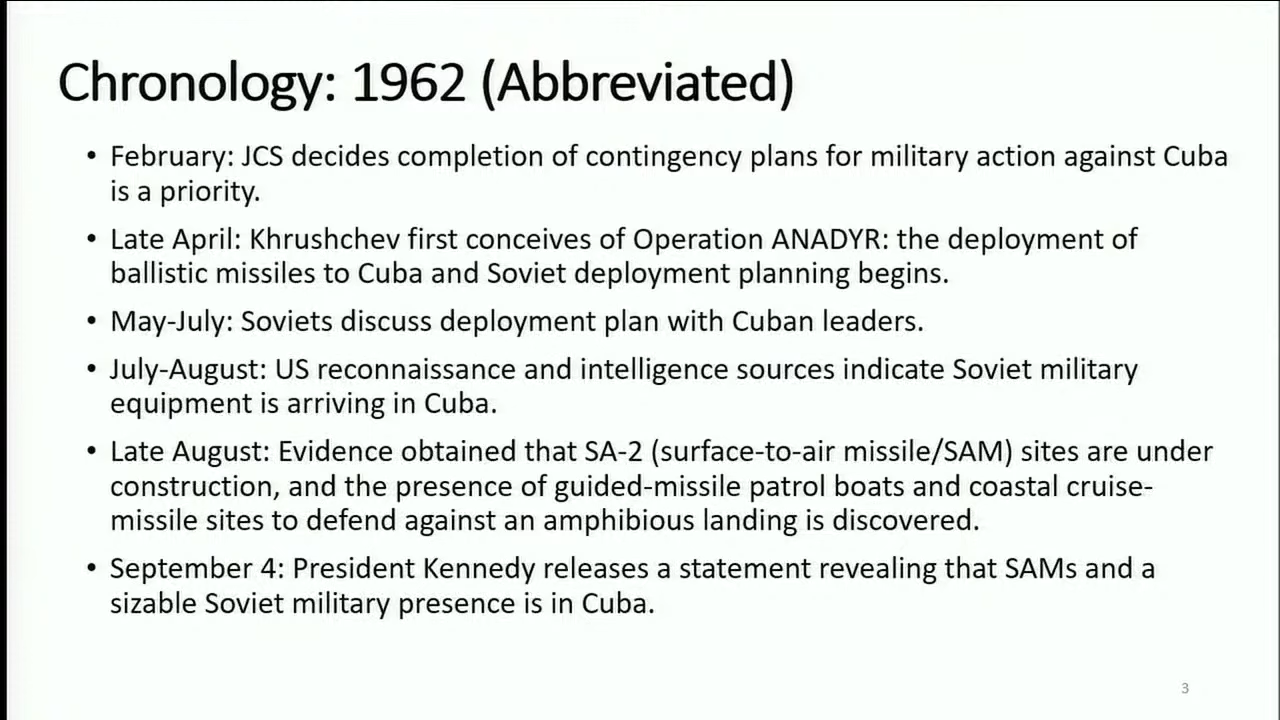 Chronology: 1962 (Abbreviated)
• February: JCS decides completion of contingency plans for military action against Cuba
is a priority.
• Late April: Khrushchev first conceives of Operation ANADYR: the deployment of
ballistic missiles to Cuba and Soviet deployment planning begins.
• May-July: Soviets discuss deployment plan with Cuban leaders.
• July-August: US reconnaissance and intelligence sources indicate Soviet military
equipment is arriving in Cuba.
• Late August: Evidence obtained that SA-2 (surface-to-air missile/SAM) sites are under
construction, and the presence of guided-missile patrol boats and coastal cruise-
missile sites to defend against an amphibious landing is discovered.
• September 4: President Kennedy releases a statement revealing that SAMs and a
sizable Soviet military presence is in Cuba.
3